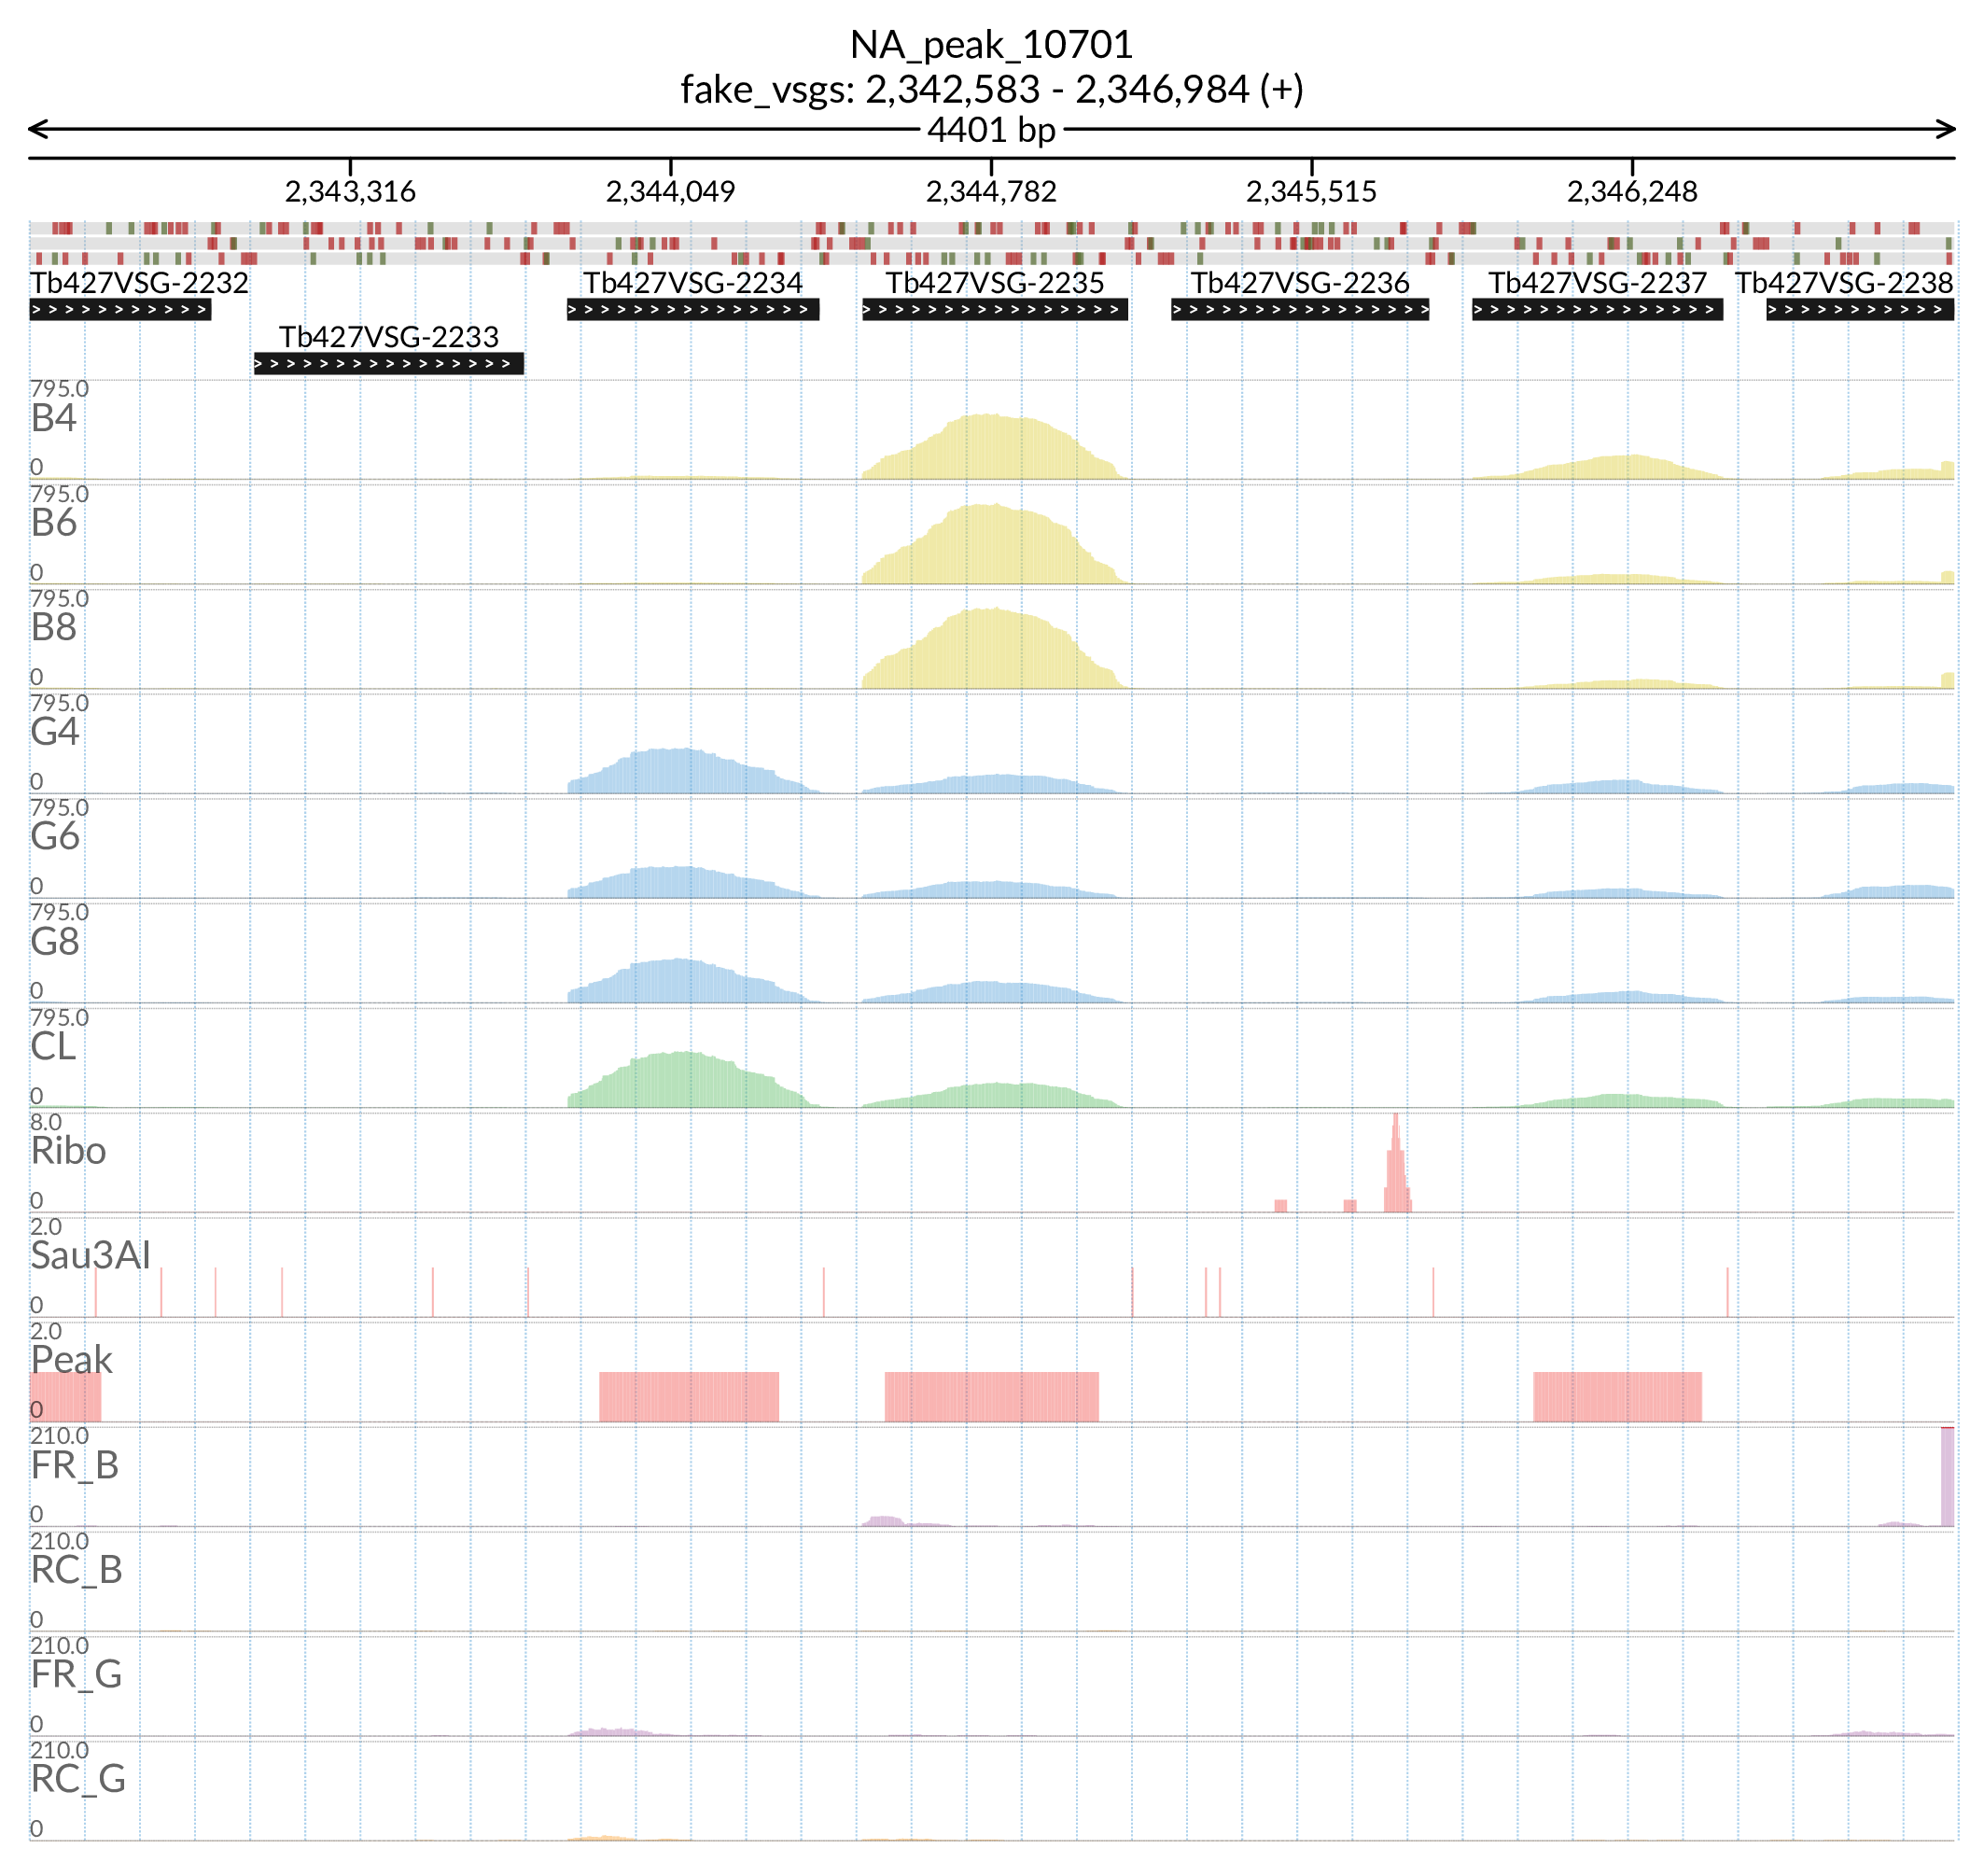 NA_peak_10701
fake_vsgs: 2,342,583 - 2,346,984 (+)
4401 bp
2,343,316 2,344,049 2,344,782 2,345,515 2,346,248
Tb427VSG-2232 Tb427VSG-2234 Tb427VSG-2235 Tb427VSG-2236 Tb427VSG-2237 Tb427VSG-2238
Tb427VSG-2233
795.0
B4
0
795.0
B6
0
795.0
B8
0
795.0
G4
0
795.0
G6
0
795.0
G8
0
795.0
CL
0
8.0
Ribo
0
2.0
Sau3AI
0
2.0
Peak
0
210.0
FR_B
0
210.0
RC_B
0
210.0
FR_G
0
210.0
RC_G
0